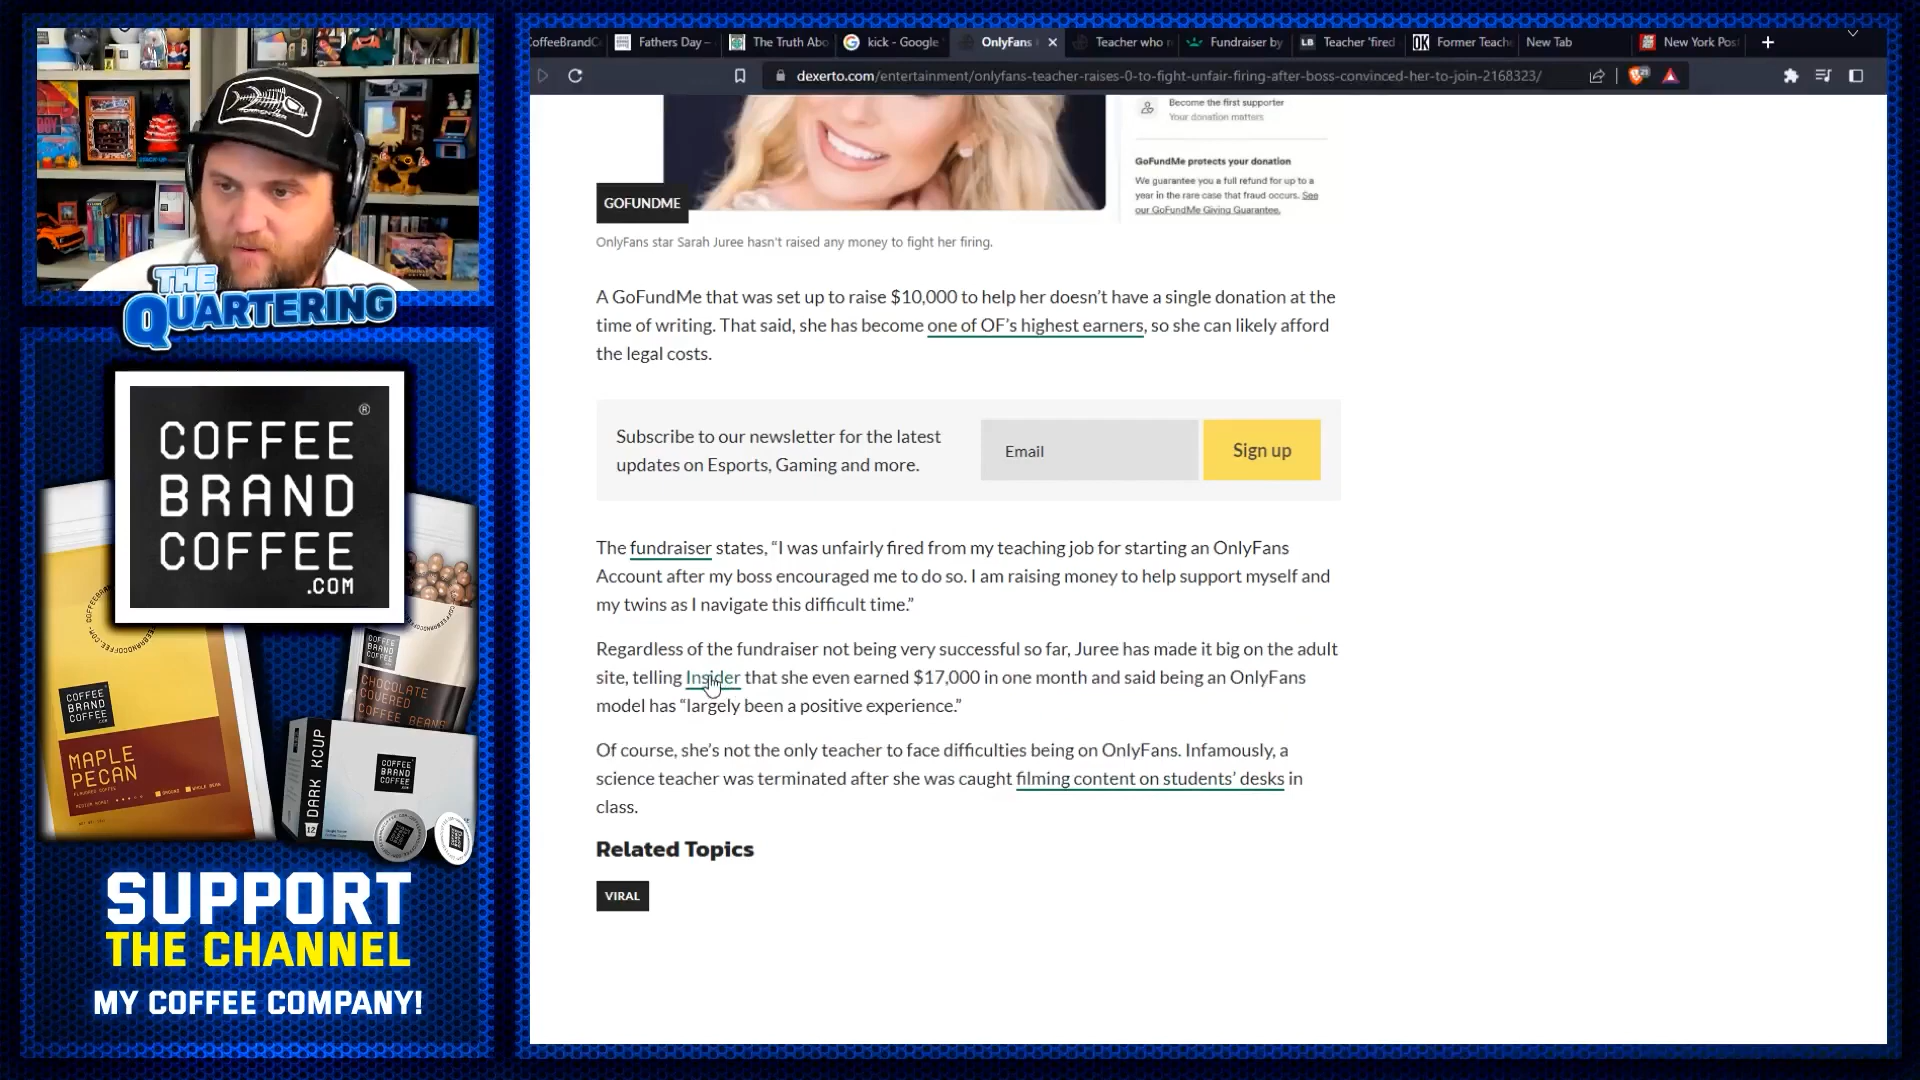 CoffeeBrandC
Fathers Day –
The Truth Abo
kick - Google
OnlyFans
Teacher who r
Fundraiser by
LB
Teacher 'fired
OK
Former Teache
New Tab
New York Pos
dexerto.com/entertainment/onlyfans-teacher-raises-0-to-fight-unfair-firing-after-boss-convinced-her-to-join-2168323/
Become the first supporter
Your donation matters
GoFundMe protects your donation
We guarantee you a full refund for up to a
year in the rare case that fraud occurs. See
our GoFundMe Giving Guarantee.
GOFUNDME
OnlyFans star Sarah Juree hasn't raised any money to fight her firing.
A GoFundMe that was set up to raise $10,000 to help her doesn't have a single donation at the
time of writing. That said, she has become one of OF's highest earners, so she can likely afford
the legal costs.
Subscribe to our newsletter for the latest
updates on Esports, Gaming and more.
Email
Sign up
The fundraiser states, “I was unfairly fired from my teaching job for starting an OnlyFans
Account after my boss encouraged me to do so. I am raising money to help support myself and
my twins as I navigate this difficult time.”
Regardless of the fundraiser not being very successful so far, Juree has made it big on the adult
site, telling Insider that she even earned $17,000 in one month and said being an OnlyFans
model has “largely been a positive experience.”
Of course, she's not the only teacher to face difficulties being on OnlyFans. Infamously, a
science teacher was terminated after she was caught filming content on students' desks in
class.
Related Topics
VIRAL
THE
QUARTERING
COFFEE ®
BRAND
COFFEE
.COM
COFFEE
BRAND
COFFEE
MAPLE
PECAN
COFFEE
BRAND
COFFEE
CHOCOLATE
COVERED
COFFEE BEANS
DARK KCUP
12
COFFEE
BRAND
COFFEE
SUPPORT
THE CHANNEL
MY COFFEE COMPANY!